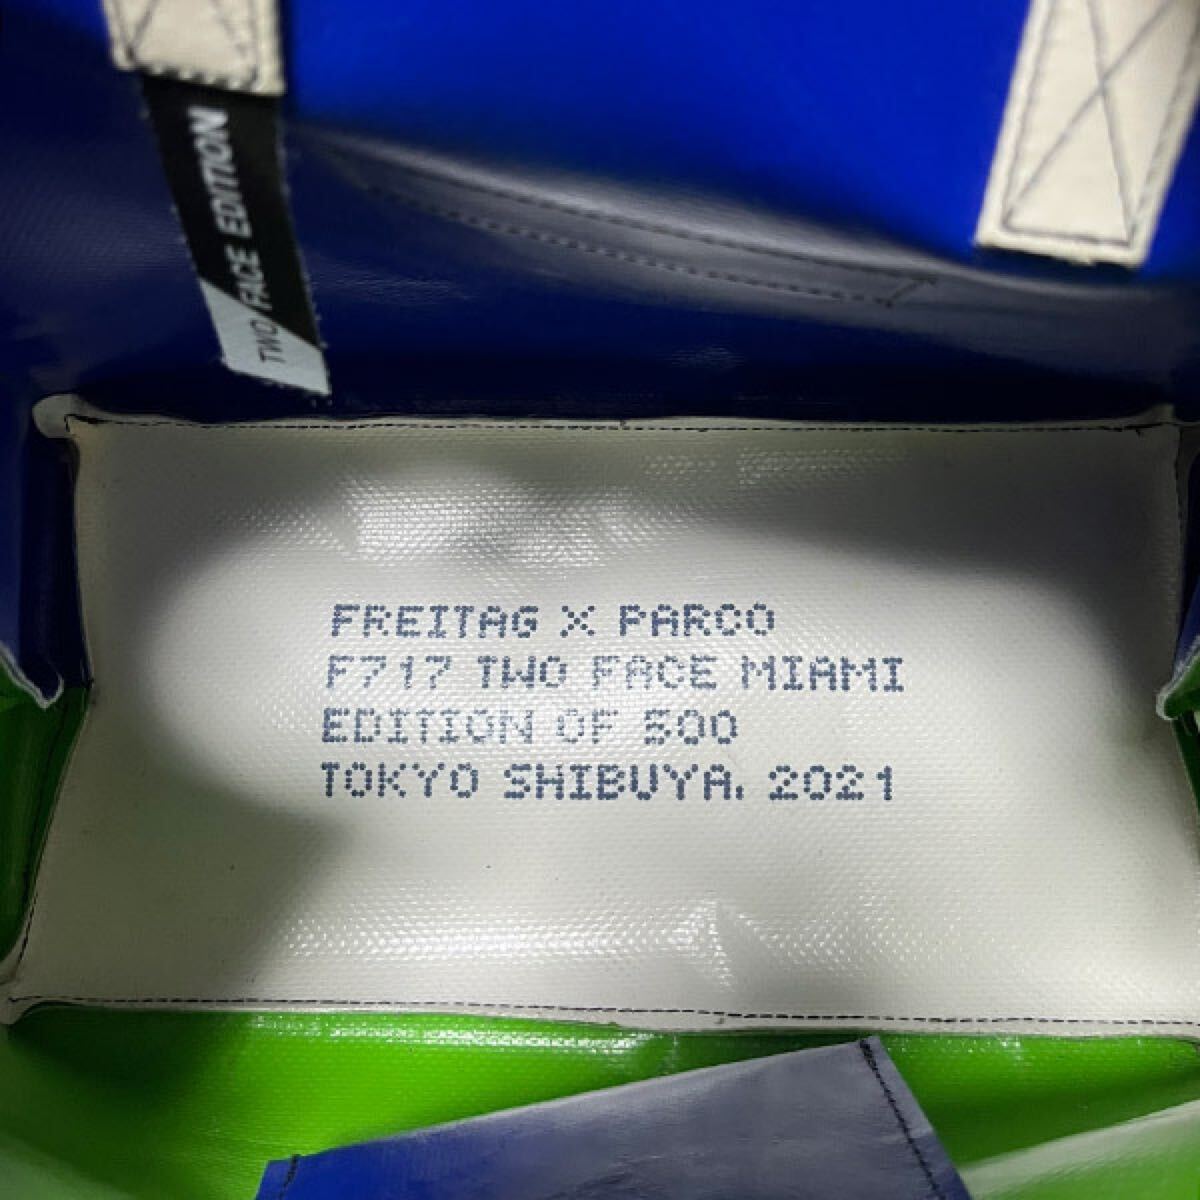 TWO FACE EDITION
FREITAG X PARCO
F717 TWO FACE MIAMI
EDITION OF 500
TOKYO SHIBUYA, 2021